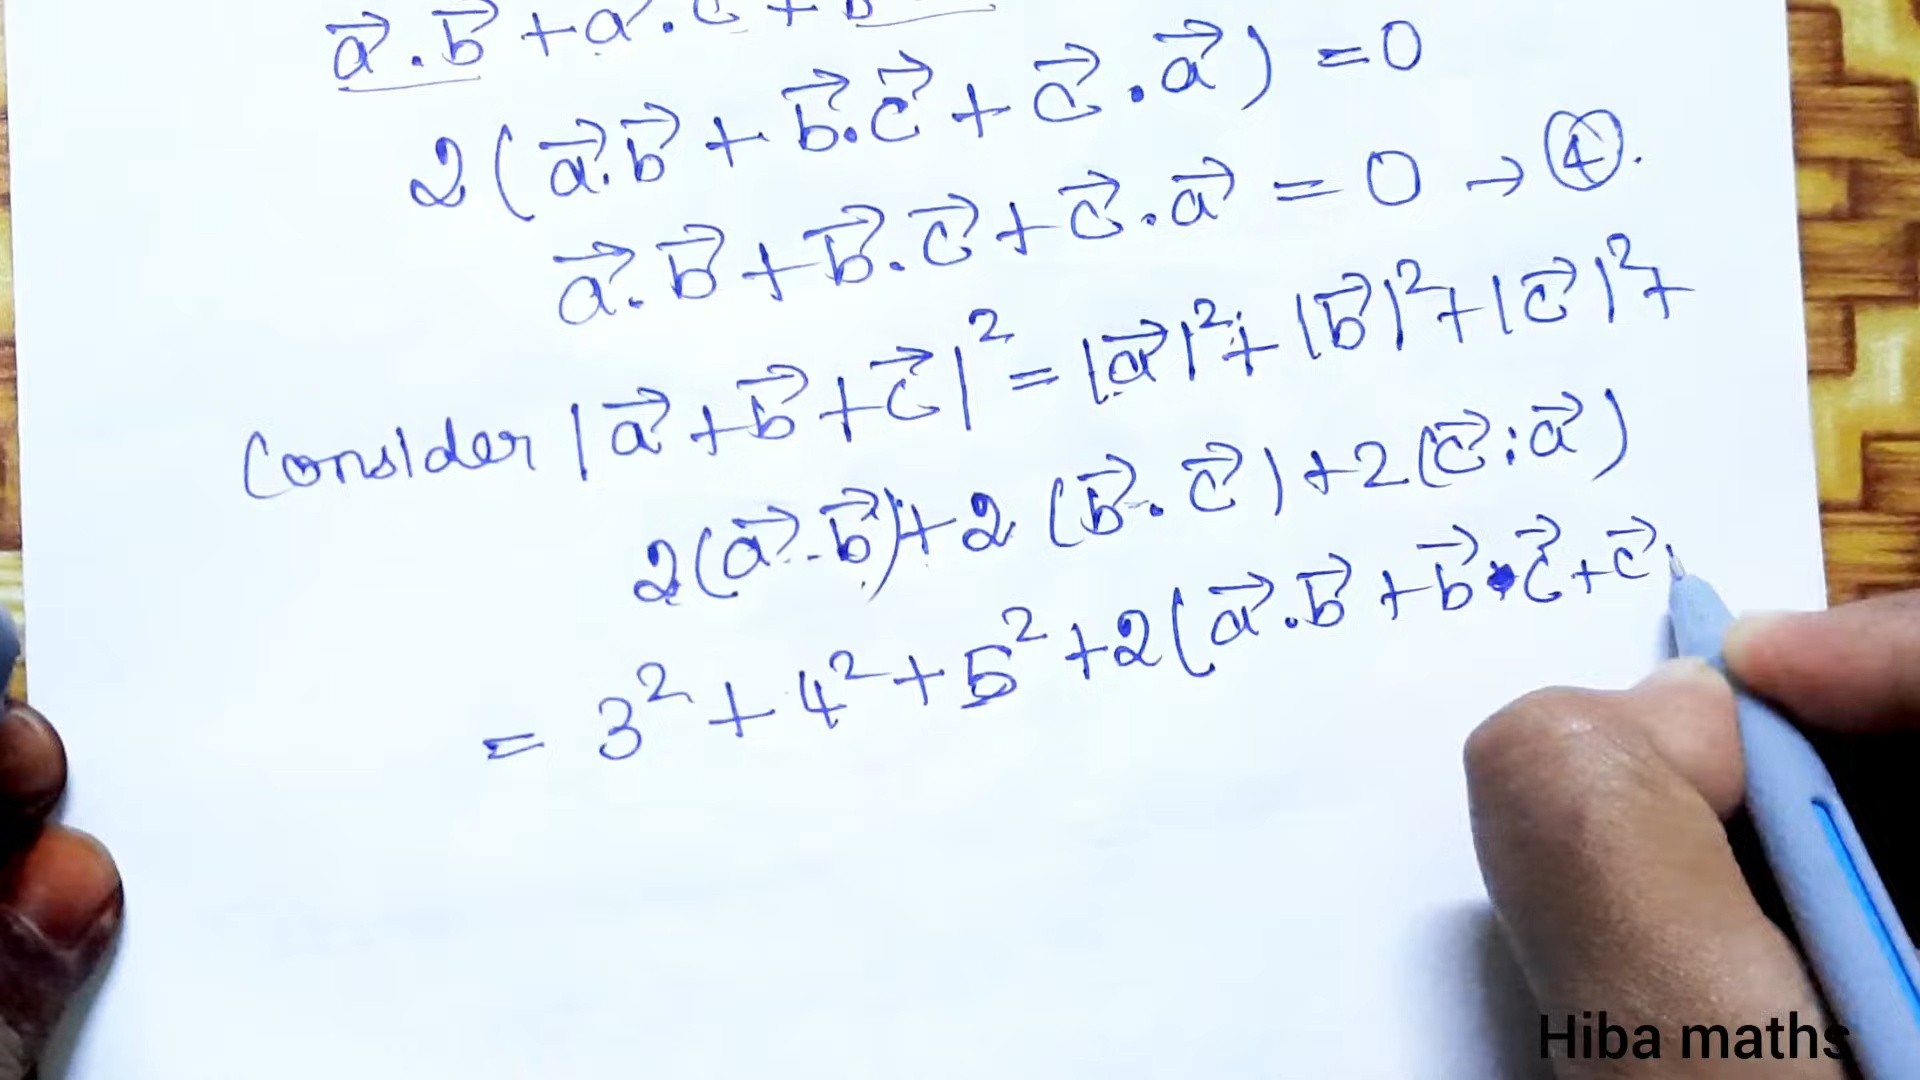 a⃗.b⃗ + a⃗.c⃗ + b
2(a⃗.b⃗ + b⃗.c⃗ + c⃗.a⃗) = 0
a⃗.b⃗ + b⃗.c⃗ + c⃗.a⃗ = 0 → ④.
Consider |a⃗ + b⃗ + c⃗|² = |a⃗|² + |b⃗|² + |c⃗|² +
2(a⃗.b⃗) + 2(b⃗.c⃗) + 2(c⃗.a⃗)
= 3² + 4² + 5² + 2(a⃗.b⃗ + b⃗.c⃗ + c⃗.
Hiba maths